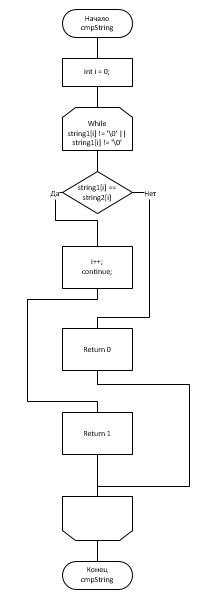 Начало
cmpString
int i = 0;
While
string1[i] != '\0' ||
string1[i] != '\0'
string1[i] ==
string2[i]
Да
Нет
i++;
continue;
Return 0
Return 1
Конец
cmpString